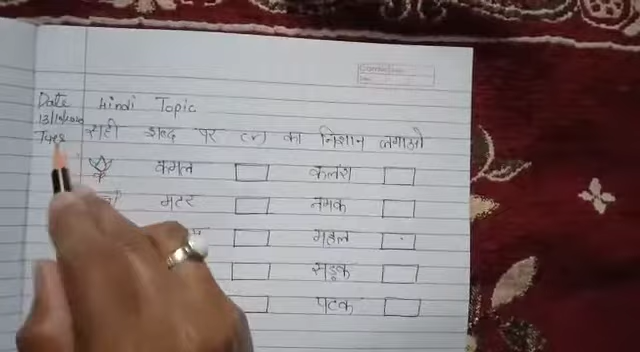 Date Hindi Topic
13/10/2020
Tues सही शब्द पर (✓) का निशान लगाओ
कमल कलश
मटर नमक
महल
सड़क
पटक